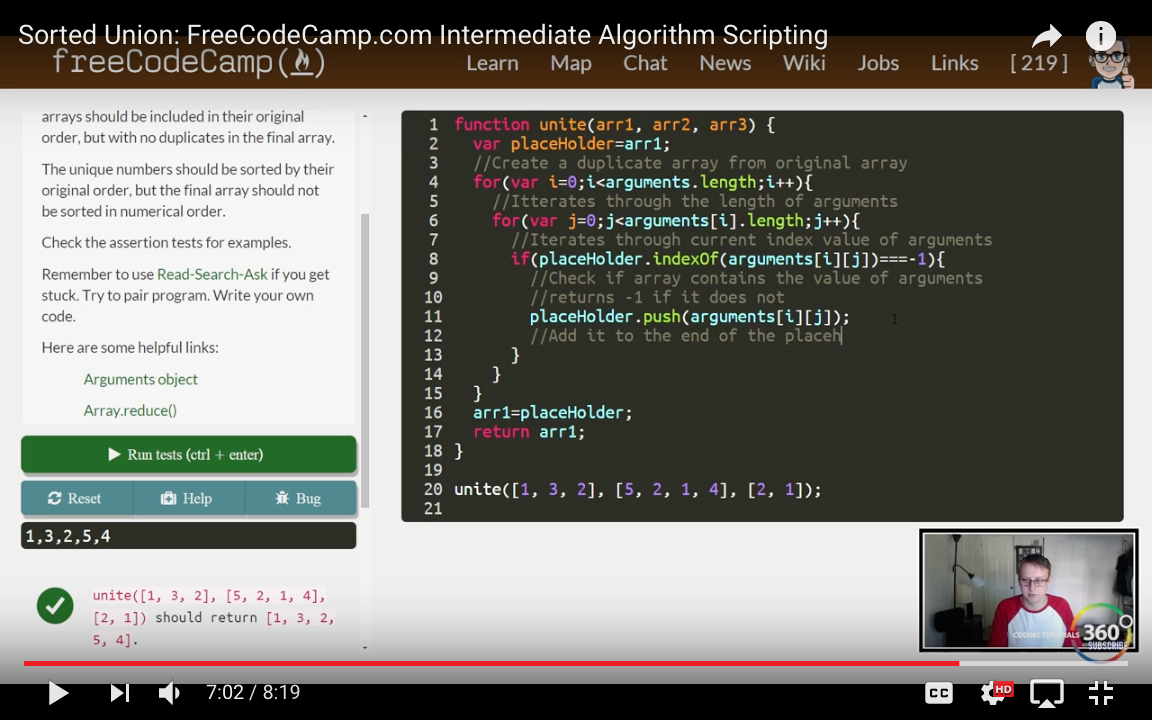 Sorted Union: FreeCodeCamp.com Intermediate Algorithm Scripting
freeCodeCamp
Learn Map Chat News Wiki Jobs Links [ 219 ]
arrays should be included in their original
order, but with no duplicates in the final array.
The unique numbers should be sorted by their
original order, but the final array should not
be sorted in numerical order.
Check the assertion tests for examples.
Remember to use Read-Search-Ask if you get
stuck. Try to pair program. Write your own
code.
Here are some helpful links:
Arguments object
Array.reduce()
Run tests (ctrl + enter)
Reset Help Bug
1,3,2,5,4
unite([1, 3, 2], [5, 2, 1, 4],
[2, 1]) should return [1, 3, 2,
5, 4].
1 function unite(arr1, arr2, arr3) {
2 var placeHolder=arr1;
3 //Create a duplicate array from original array
4 for(var i=0;i<arguments.length;i++){
5 //Itterates through the length of arguments
6 for(var j=0;j<arguments[i].length;j++){
7 //Iterates through current index value of arguments
8 if(placeHolder.indexOf(arguments[i][j])===-1){
9 //Check if array contains the value of arguments
10 //returns -1 if it does not
11 placeHolder.push(arguments[i][j]);
12 //Add it to the end of the placeh
13 }
14 }
15 }
16 arr1=placeHolder;
17 return arr1;
18 }
19
20 unite([1, 3, 2], [5, 2, 1, 4], [2, 1]);
21
CODING TUTORIALS 360
SUBSCRIBE
7:02 / 8:19
CC
HD